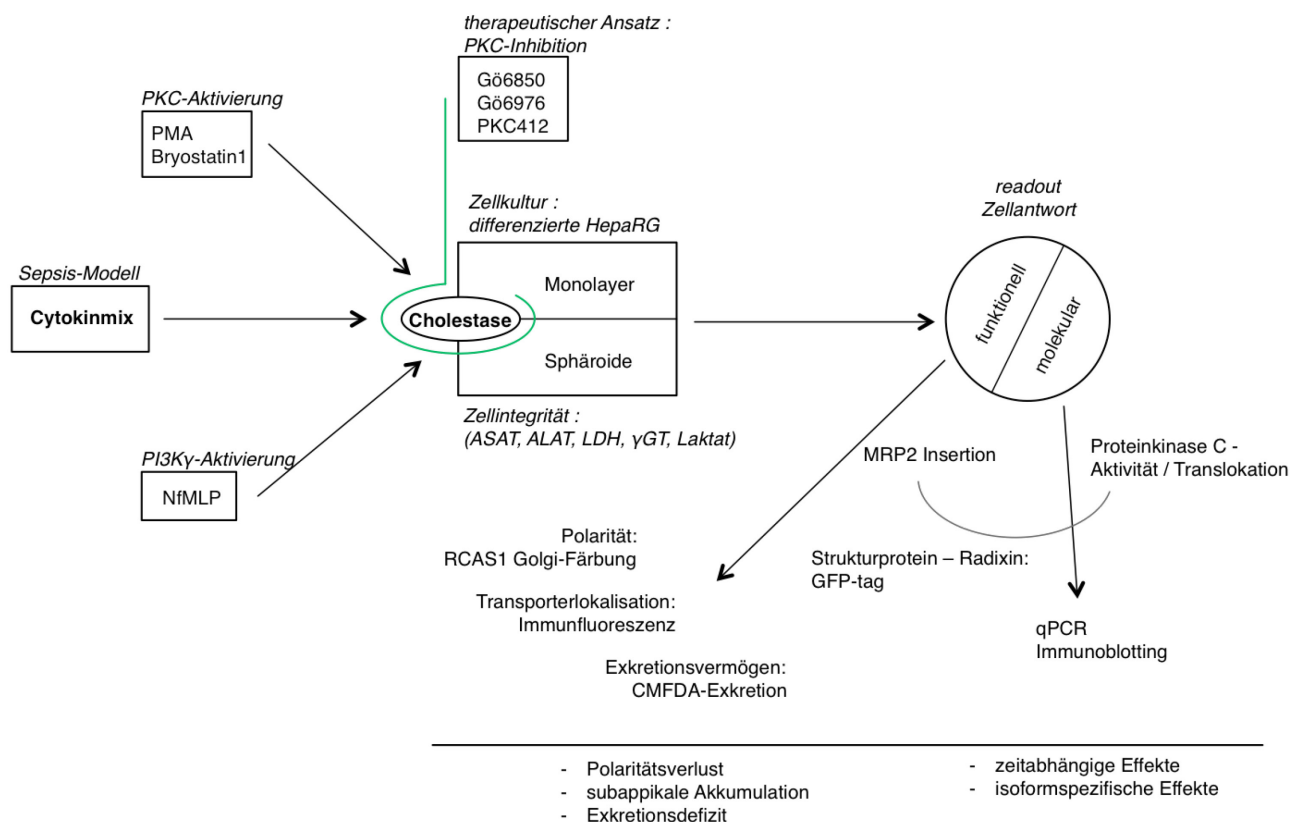 therapeutischer Ansatz :
PKC-Inhibition
Gö6850
Gö6976
PKC412
PKC-Aktivierung
PMA
Bryostatin1
Zellkultur :
differenzierte HepaRG
readout
Zellantwort
Sepsis-Modell
Cytokinmix
Cholestase
Monolayer
Sphäroide
funktionell
molekular
Zellintegrität :
(ASAT, ALAT, LDH, γGT, Laktat)
PI3Kγ-Aktivierung
NfMLP
MRP2 Insertion
Proteinkinase C -
Aktivität / Translokation
Polarität:
RCAS1 Golgi-Färbung
Strukturprotein – Radixin:
GFP-tag
Transporterlokalisation:
Immunfluoreszenz
qPCR
Immunoblotting
Exkretionsvermögen:
CMFDA-Exkretion
- Polaritätsverlust
- subappikale Akkumulation
- Exkretionsdefizit
- zeitabhängige Effekte
- isoformspezifische Effekte